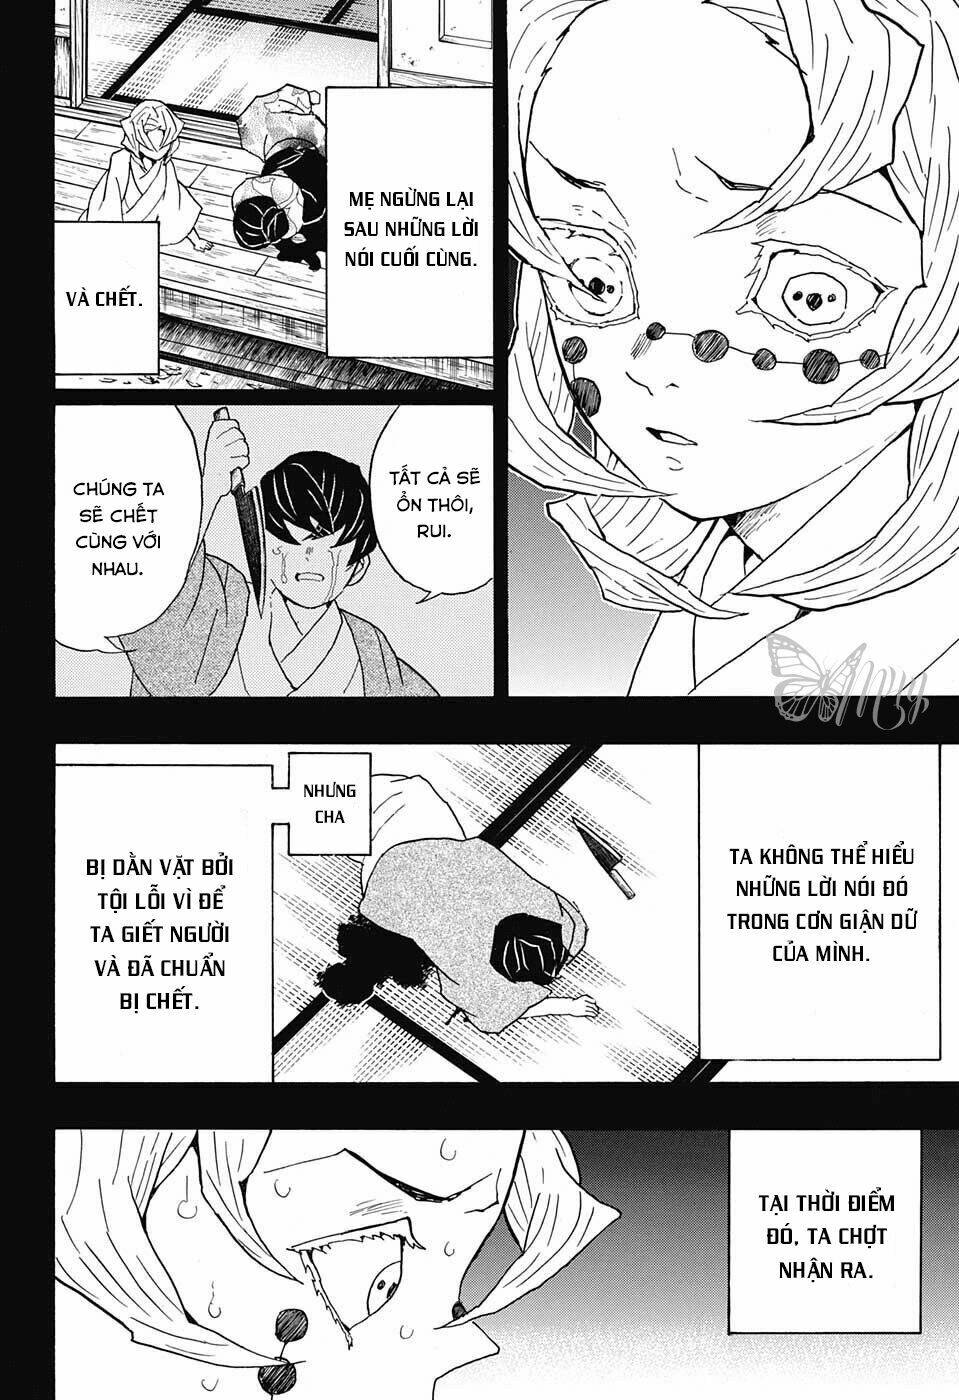 MẸ NGỪNG LẠI
SAU NHỮNG LỜI
NÓI CUỐI CÙNG.
VÀ CHẾT.
TẤT CẢ SẼ
ỔN THÔI,
RUI.
CHÚNG TA
SẼ CHẾT
CÙNG VỚI
NHAU.
TA KHÔNG THỂ HIỂU
NHỮNG LỜI NÓI ĐÓ
TRONG CƠN GIẬN DỮ
CỦA MÌNH.
NHƯNG
CHA
BỊ DẰN VẶT BỞI
TỘI LỖI VÌ ĐỂ
TA GIẾT NGƯỜI
VÀ ĐÃ CHUẨN
BỊ CHẾT.
TẠI THỜI ĐIỂM
ĐÓ, TA CHỢT
NHẬN RA.